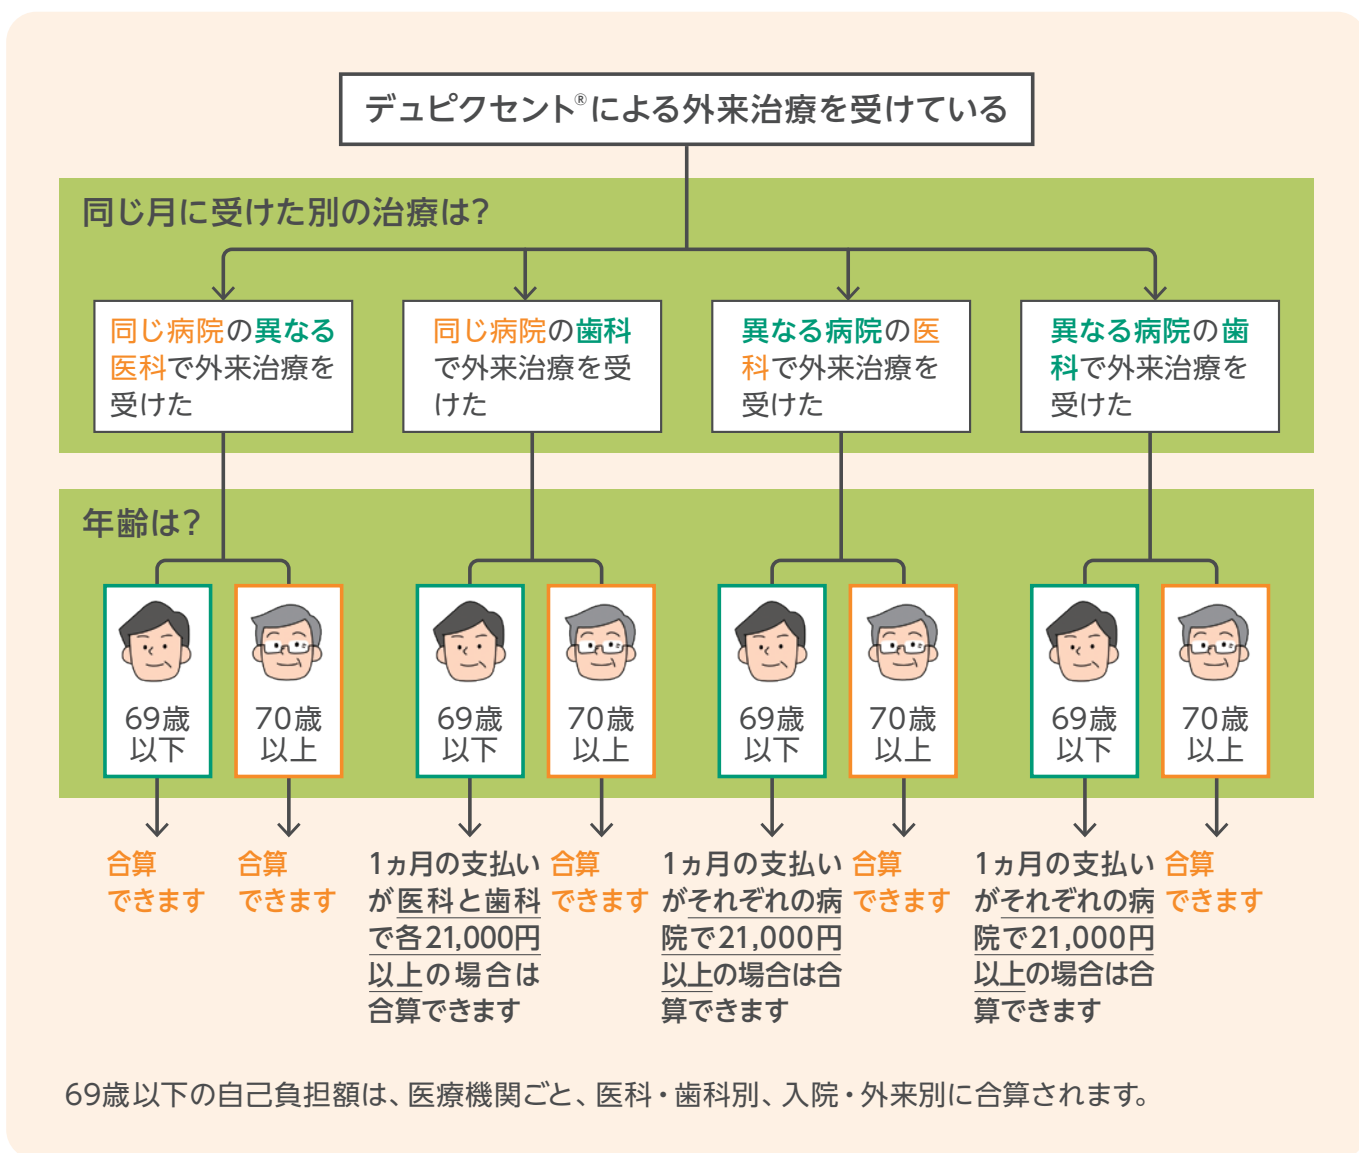 デュピクセント®による外来治療を受けている
同じ月に受けた別の治療は?
同じ病院の異なる
医科で外来治療を
受けた
同じ病院の歯科
で外来治療を受
けた
異なる病院の医
科で外来治療を
受けた
異なる病院の歯
科で外来治療を
受けた
年齢は?
69歳
以下
70歳
以上
69歳
以下
70歳
以上
69歳
以下
70歳
以上
69歳
以下
70歳
以上
合算
できます
合算
できます
1ヵ月の支払い
が医科と歯科
で各21,000円
以上の場合は
合算できます
合算
できます
1ヵ月の支払い
がそれぞれの病
院で21,000円
以上の場合は合
算できます
合算
できます
1ヵ月の支払い
がそれぞれの病
院で21,000円
以上の場合は合
算できます
合算
できます
69歳以下の自己負担額は、医療機関ごと、医科・歯科別、入院・外来別に合算されます。